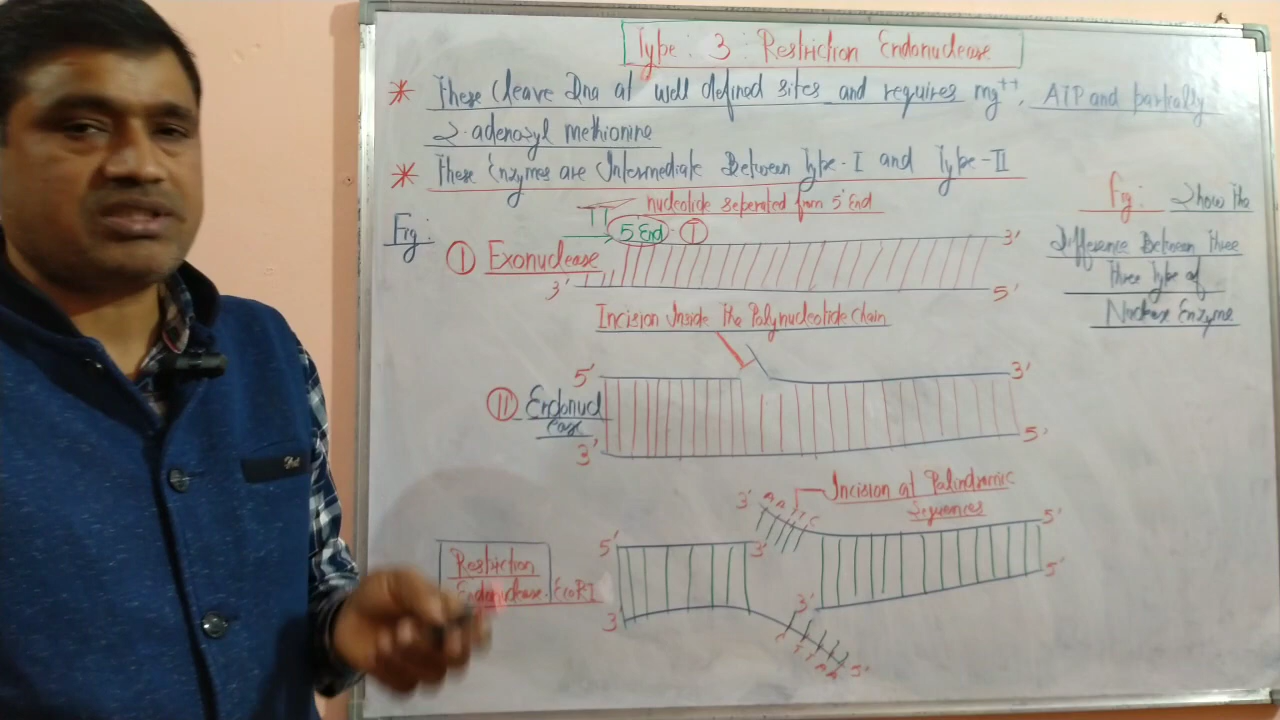 Type : 3 : Restriction Endonuclease
* These Cleave Dna at well defined sites and requires mg++, ATP and partially
S-adenosyl methionine
* These Enzymes are Intermediate Between Type-I and Type-II
nucleotide seperated from 5' End
Fig: Show the
Difference Between three
three type of
Nuclease Enzyme
Fig:
TT
5' End I
3'
I Exonuclease
3' 5'
Incision Inside the Polynucleotide chain
5' 3'
II Endonucl
ease
3' 5'
Incision at Palindromic
Sequences
3' A A T T C
5' 3' 5'
Restriction
Endonuclease. EcoRI
5'
3' 3'
C T T A A 5'